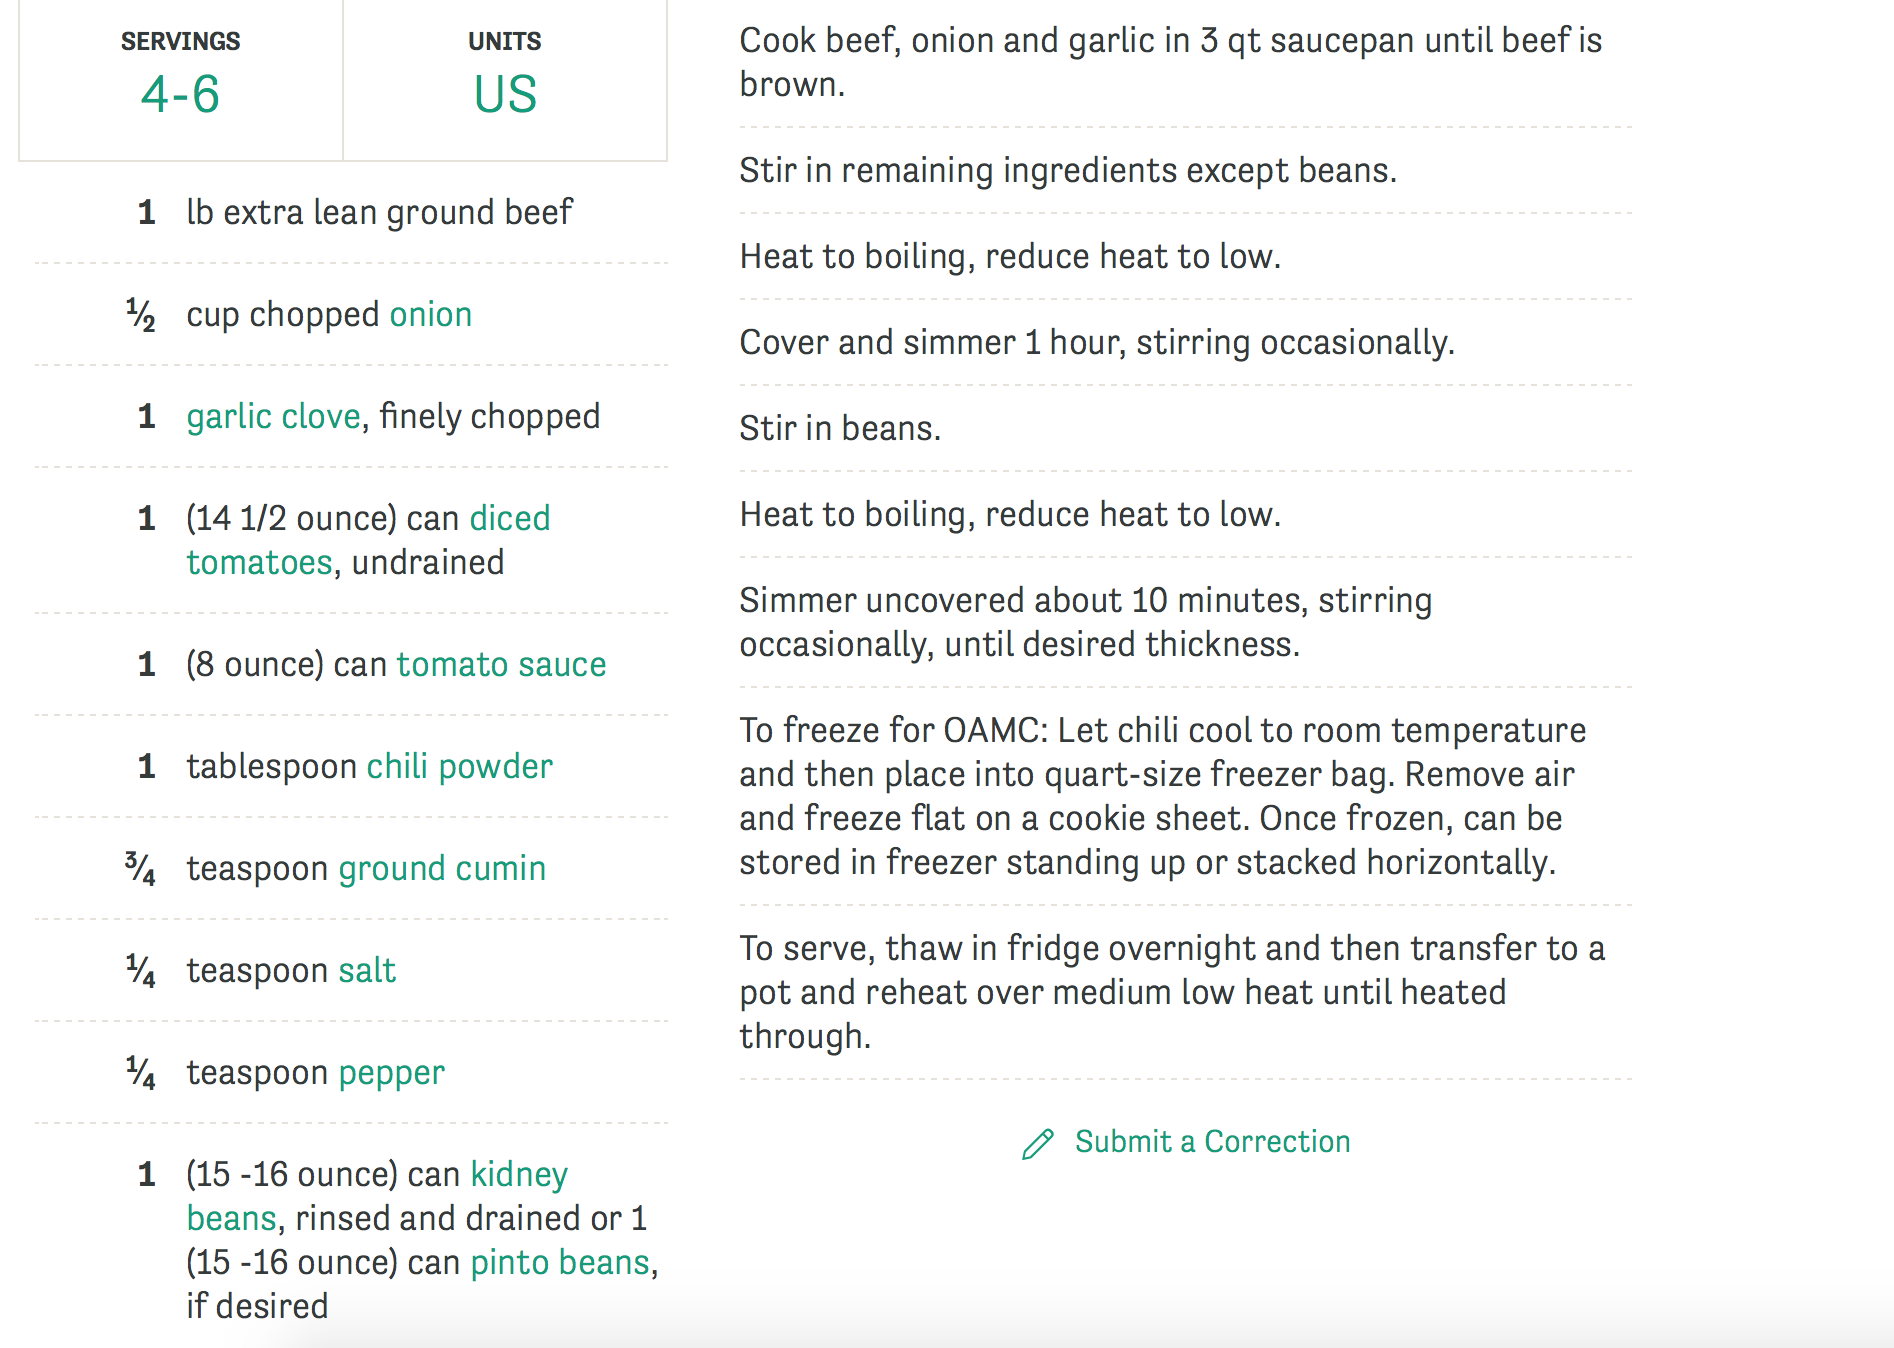 SERVINGS
4-6
UNITS
US
1 lb extra lean ground beef
½ cup chopped onion
1 garlic clove, finely chopped
1 (14 1/2 ounce) can diced
tomatoes, undrained
1 (8 ounce) can tomato sauce
1 tablespoon chili powder
¾ teaspoon ground cumin
¼ teaspoon salt
¼ teaspoon pepper
1 (15 -16 ounce) can kidney
beans, rinsed and drained or 1
(15 -16 ounce) can pinto beans,
if desired
Cook beef, onion and garlic in 3 qt saucepan until beef is
brown.
Stir in remaining ingredients except beans.
Heat to boiling, reduce heat to low.
Cover and simmer 1 hour, stirring occasionally.
Stir in beans.
Heat to boiling, reduce heat to low.
Simmer uncovered about 10 minutes, stirring
occasionally, until desired thickness.
To freeze for OAMC: Let chili cool to room temperature
and then place into quart-size freezer bag. Remove air
and freeze flat on a cookie sheet. Once frozen, can be
stored in freezer standing up or stacked horizontally.
To serve, thaw in fridge overnight and then transfer to a
pot and reheat over medium low heat until heated
through.
Submit a Correction